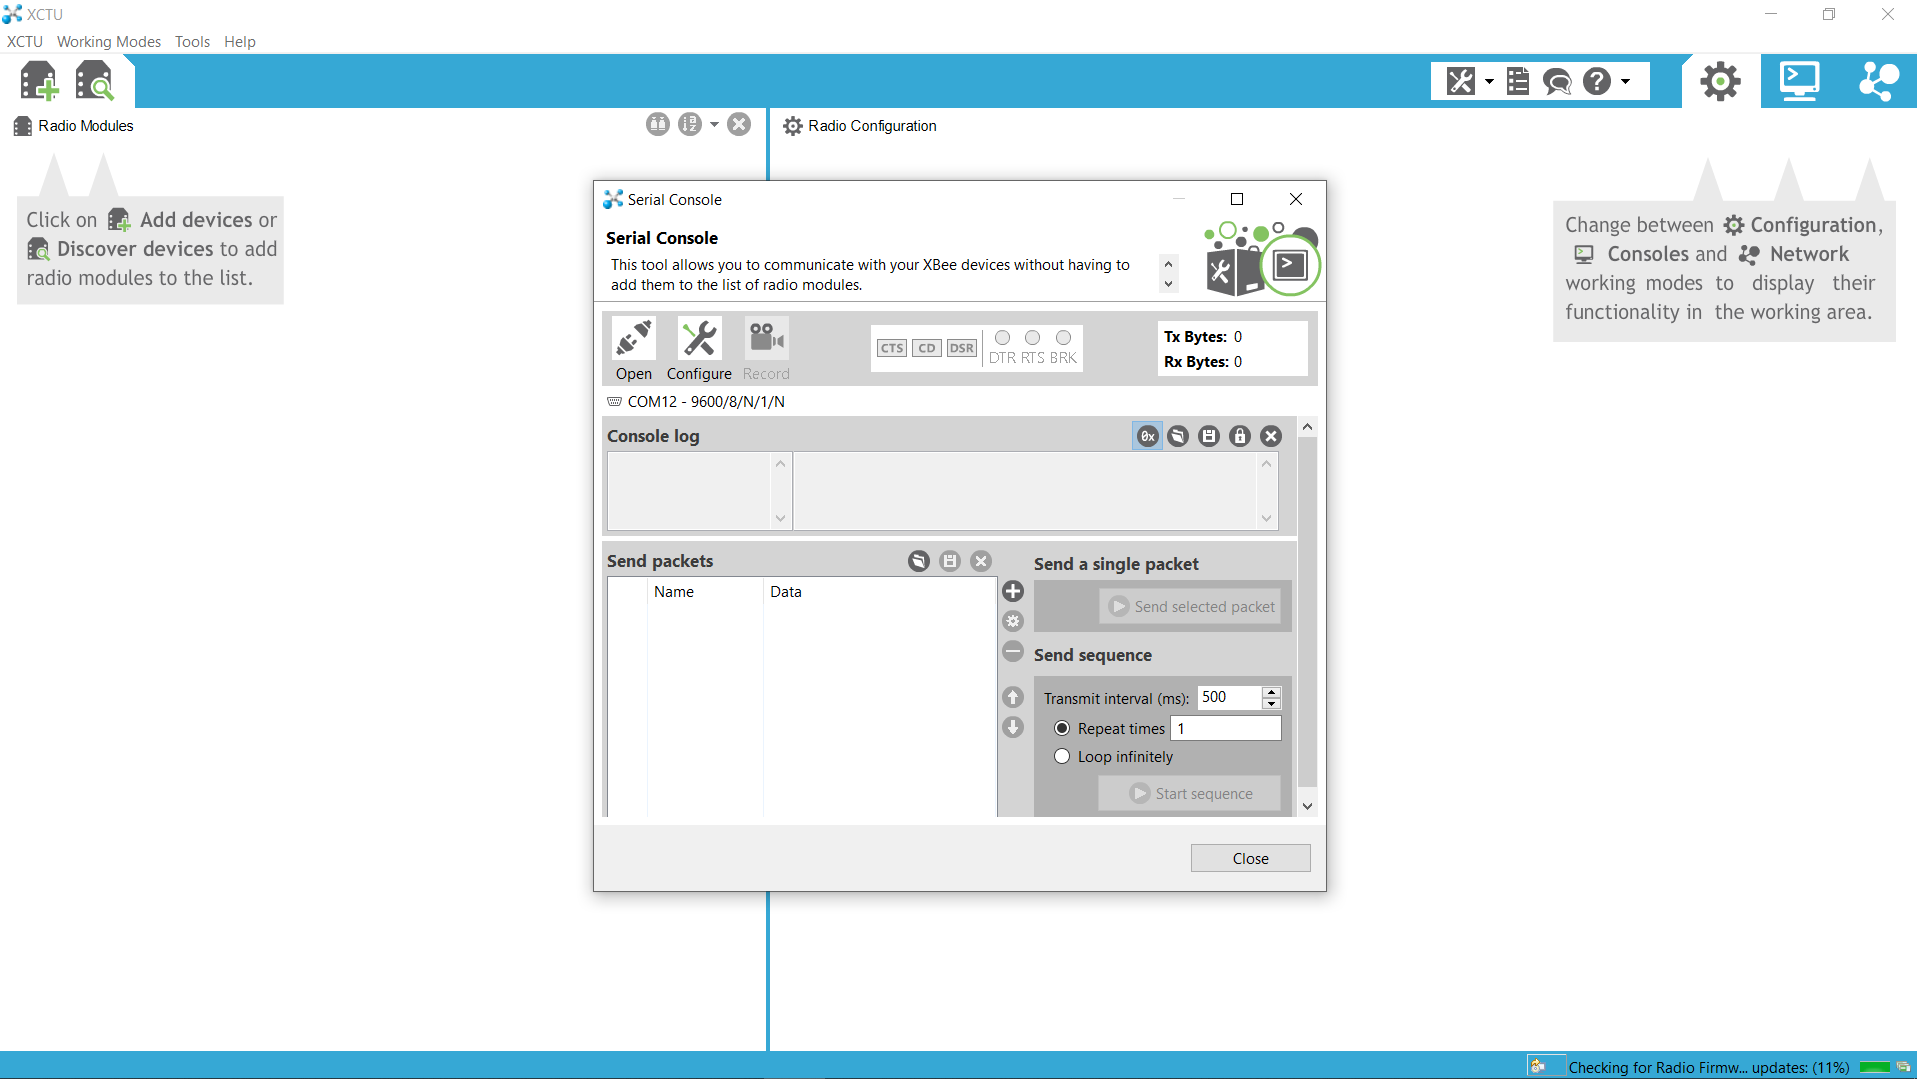 XCTU
XCTU Working Modes Tools Help
Radio Modules
Radio Configuration
Click on Add devices or
Discover devices to add
radio modules to the list.
Change between Configuration,
Consoles and Network
working modes to display their
functionality in the working area.
Serial Console
Serial Console
This tool allows you to communicate with your XBee devices without having to
add them to the list of radio modules.
Open Configure Record
CTS CD DSR DTR RTS BRK
Tx Bytes: 0
Rx Bytes: 0
COM12 - 9600/8/N/1/N
Console log
0x
Send packets
Name Data
Send a single packet
Send selected packet
Send sequence
Transmit interval (ms): 500
Repeat times 1
Loop infinitely
Start sequence
Close
Checking for Radio Firmw... updates: (11%)